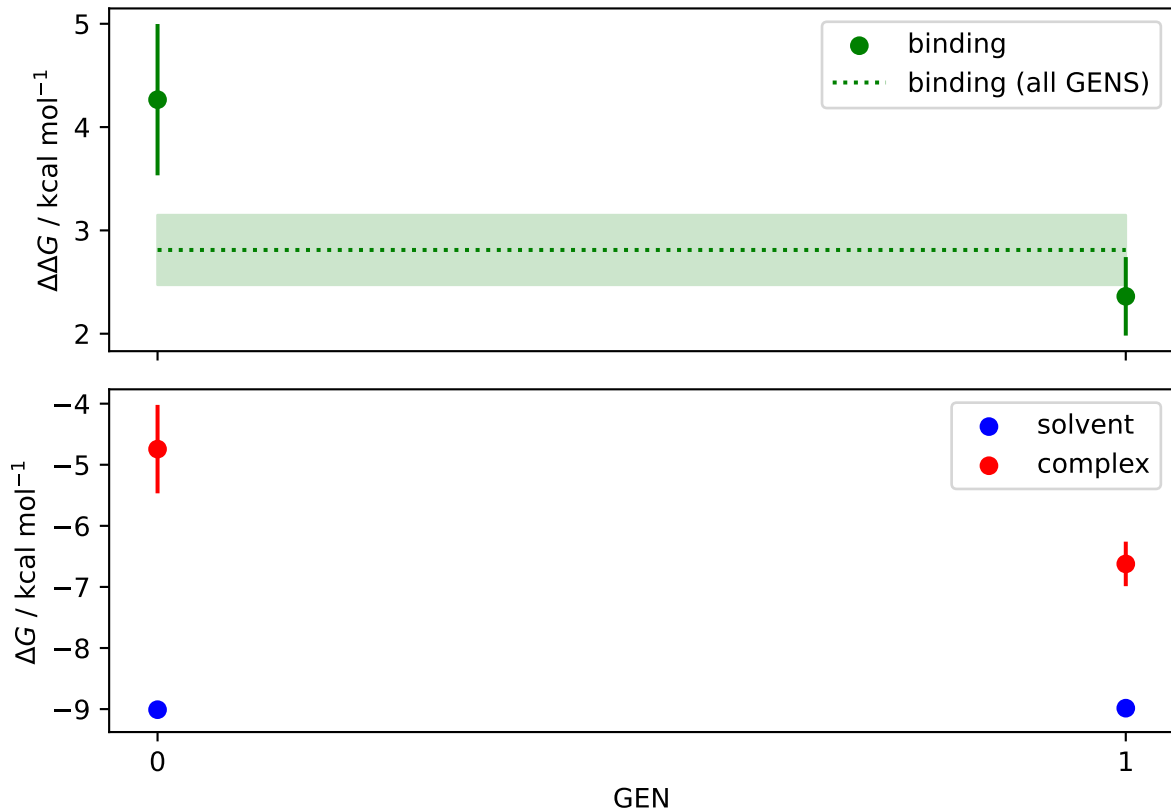 5
4
3
2
ΔΔG / kcal mol⁻¹
binding
binding (all GENS)
−4
−5
−6
−7
−8
−9
ΔG / kcal mol⁻¹
solvent
complex
0
1
GEN